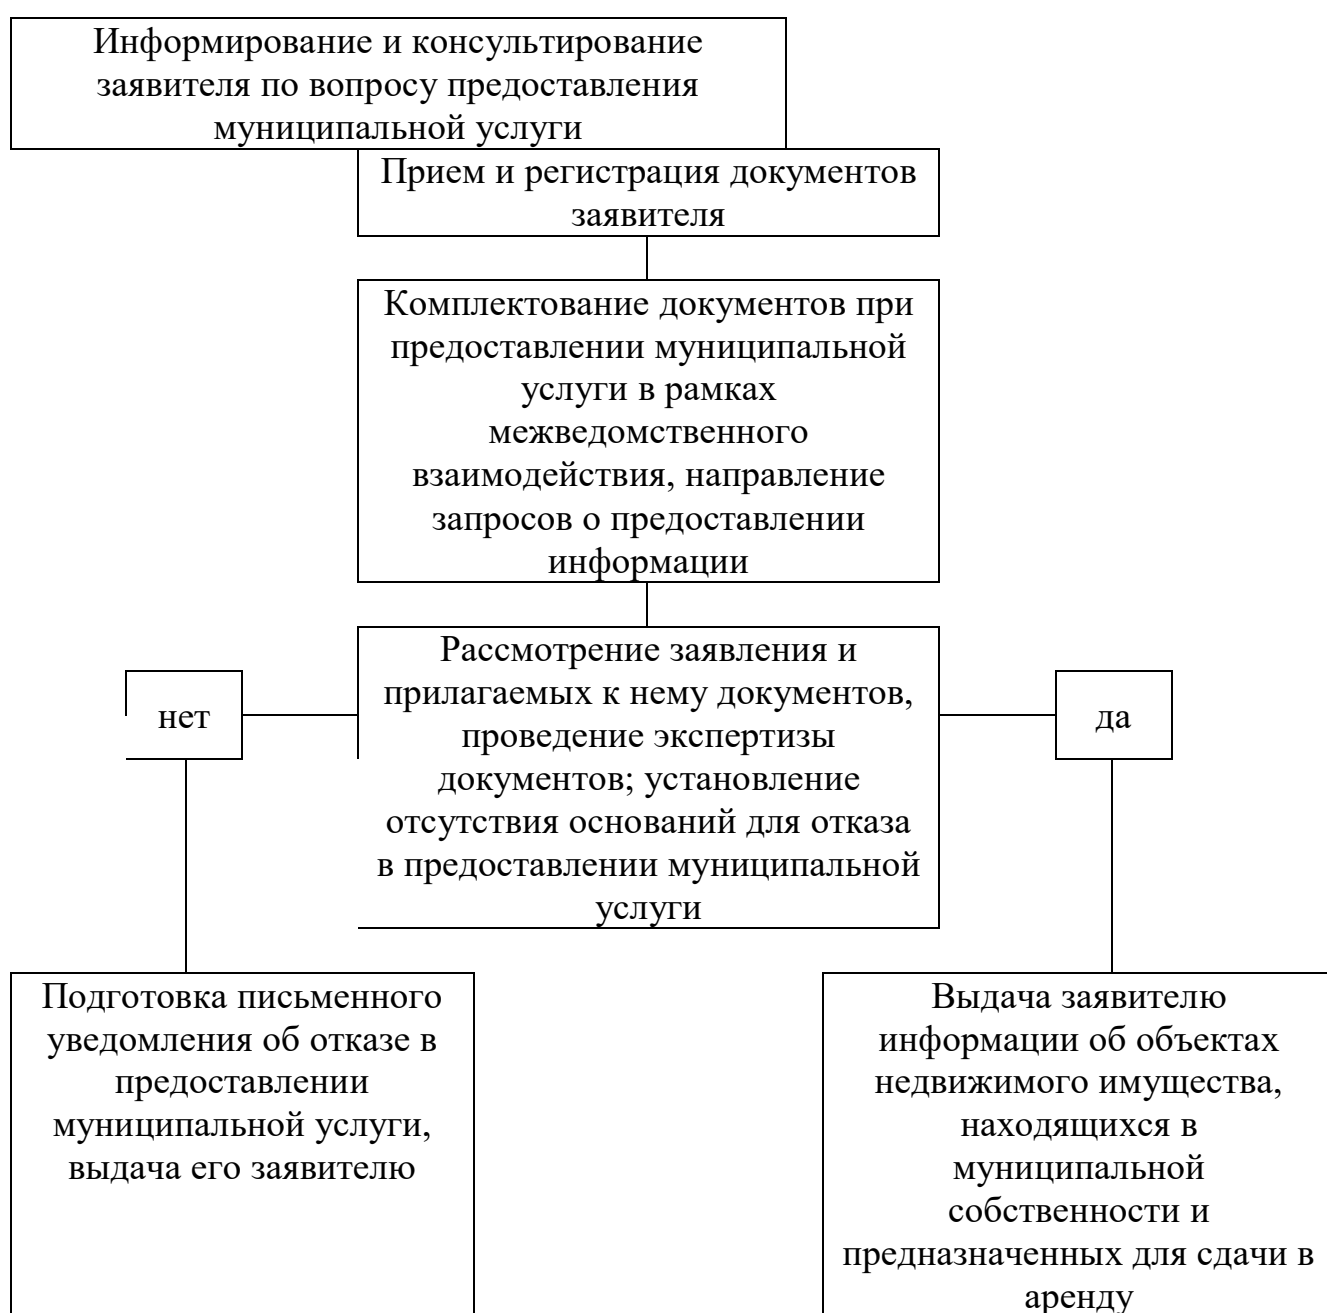 Информирование и консультирование
заявителя по вопросу предоставления
муниципальной услуги
Прием и регистрация документов
заявителя
Комплектование документов при
предоставлении муниципальной
услуги в рамках
межведомственного
взаимодействия, направление
запросов о предоставлении
информации
Рассмотрение заявления и
прилагаемых к нему документов,
проведение экспертизы
документов; установление
отсутствия оснований для отказа
в предоставлении муниципальной
услуги
нет
да
Подготовка письменного
уведомления об отказе в
предоставлении
муниципальной услуги,
выдача его заявителю
Выдача заявителю
информации об объектах
недвижимого имущества,
находящихся в
муниципальной
собственности и
предназначенных для сдачи в
аренду